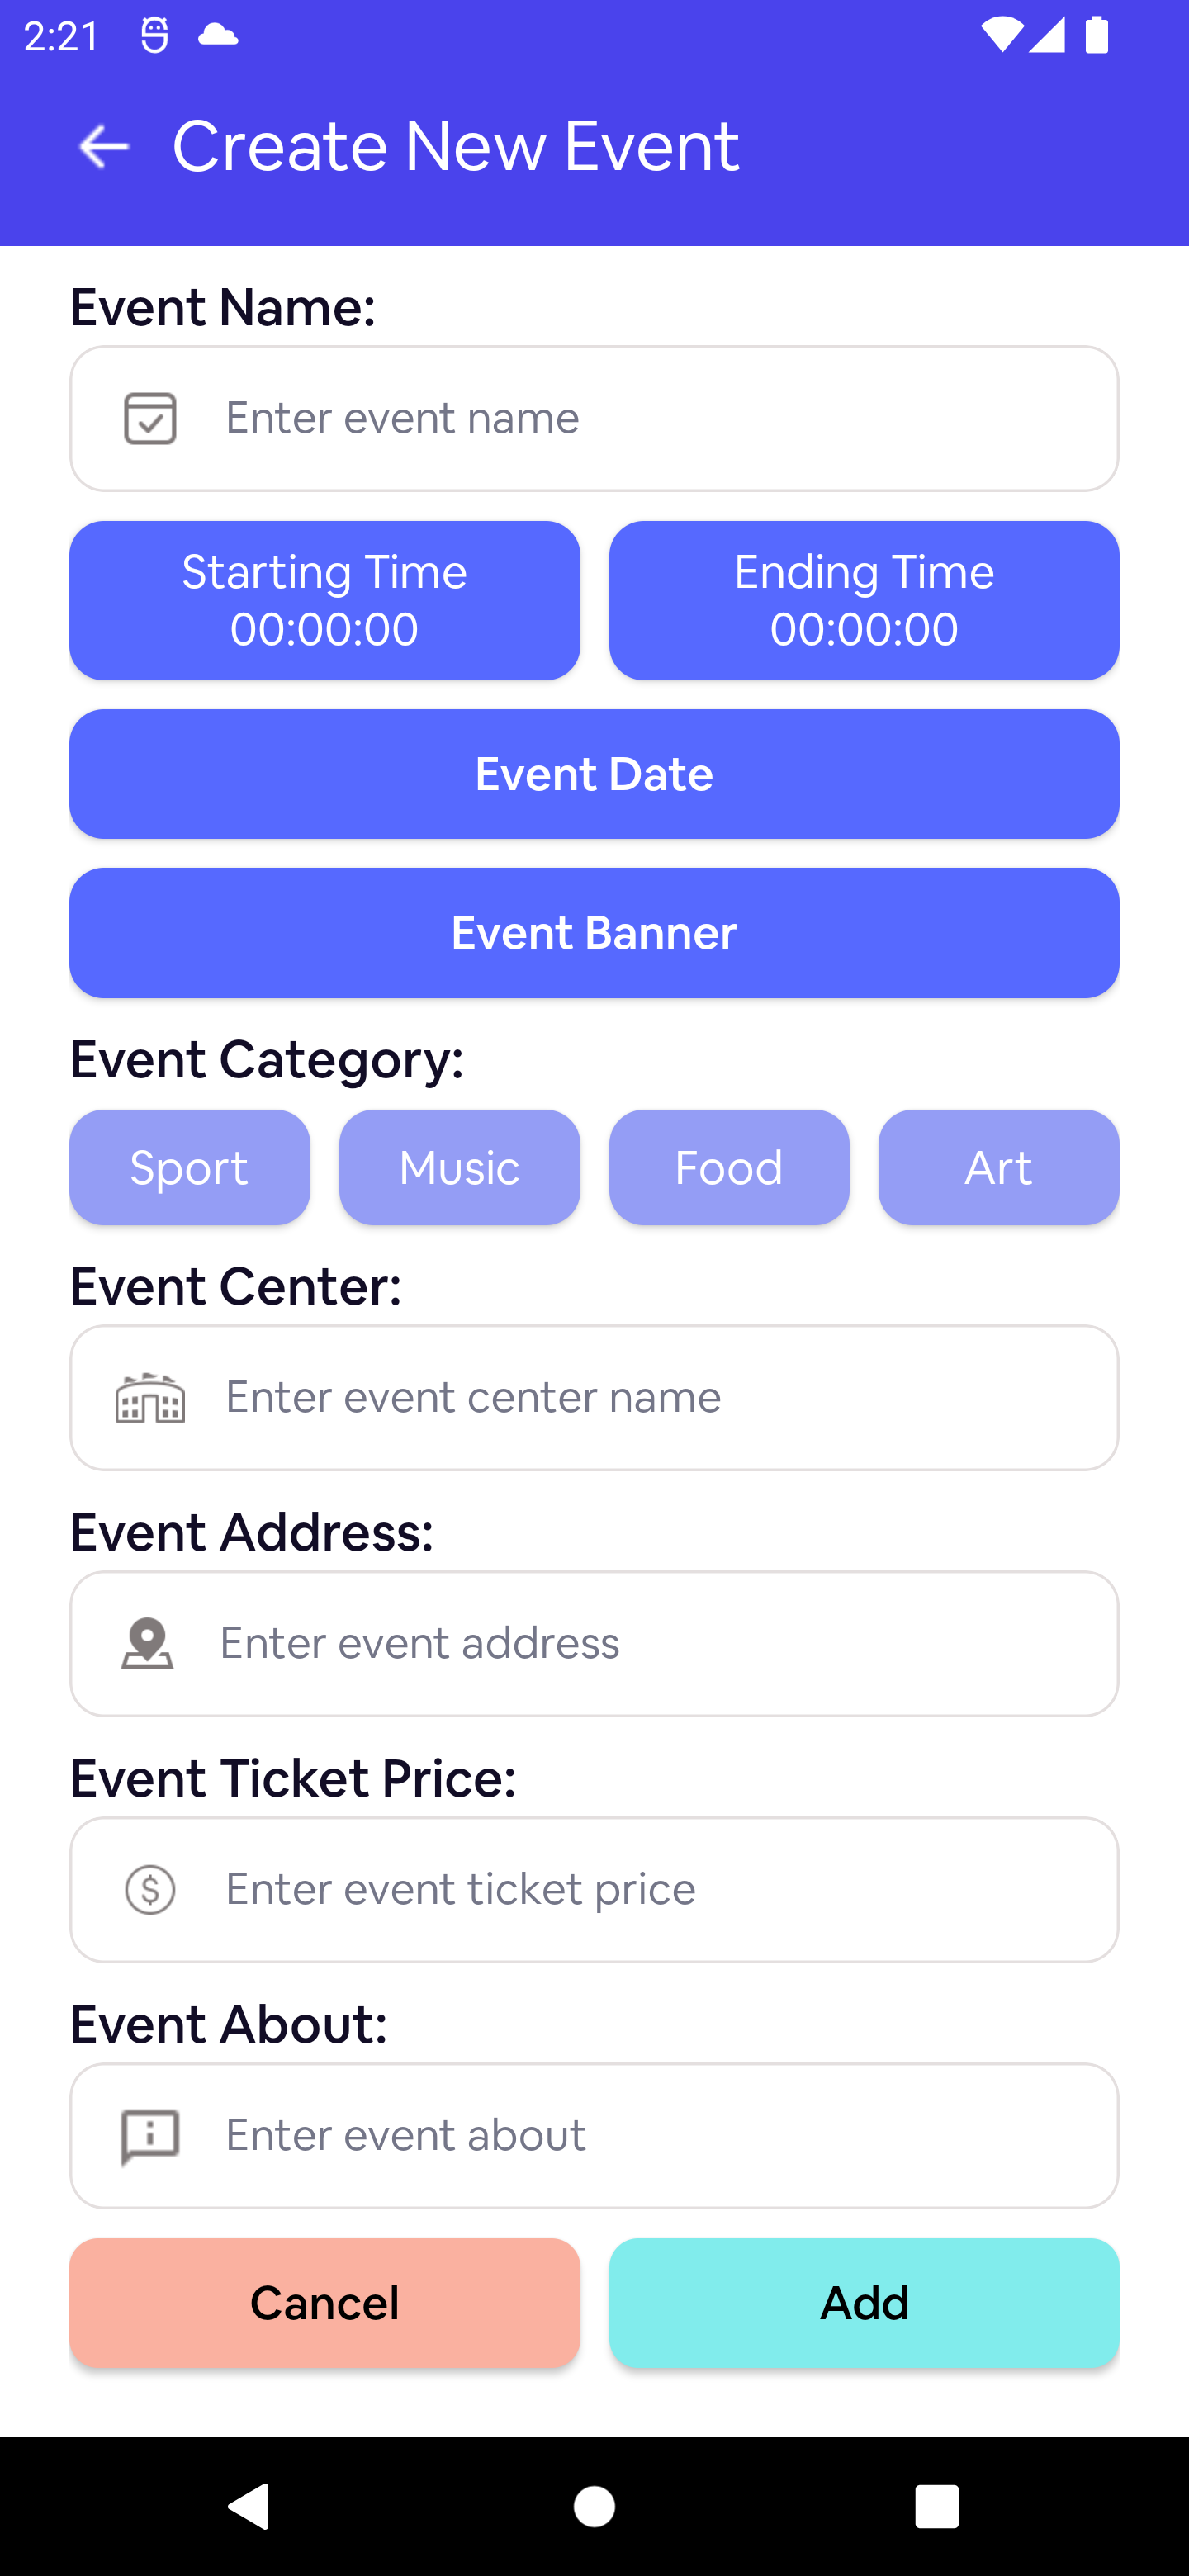 2:21
Create New Event
Event Name:
Enter event name
Starting Time
00:00:00
Ending Time
00:00:00
Event Date
Event Banner
Event Category:
Sport
Music
Food
Art
Event Center:
Enter event center name
Event Address:
Enter event address
Event Ticket Price:
Enter event ticket price
Event About:
Enter event about
Cancel
Add